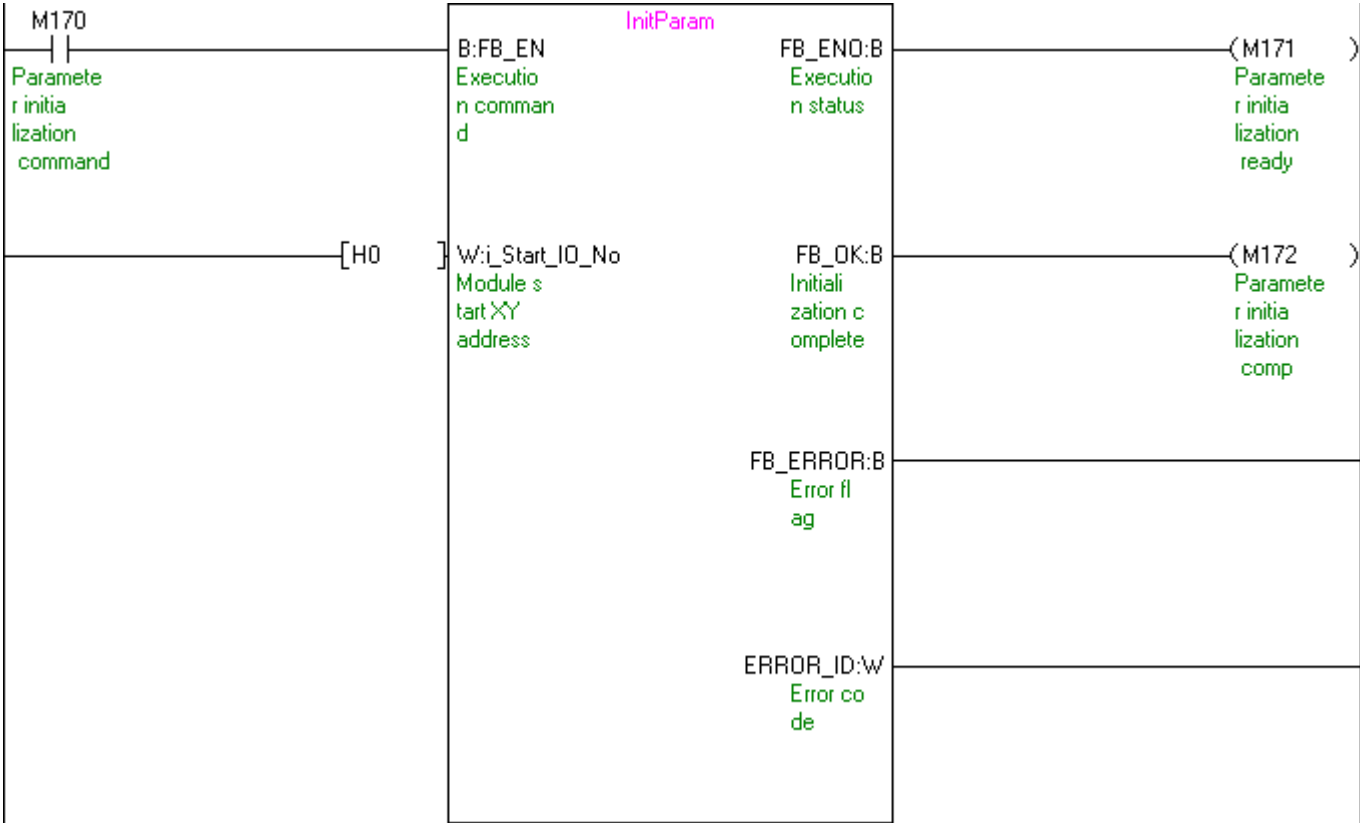 M170
InitParam
B:FB_EN
FB_ENO:B
(M171 )
Paramete
r initia
lization
command
Executio
n comman
d
Executio
n status
Paramete
r initia
lization
ready
[H0 ]
W:i_Start_IO_No
FB_OK:B
(M172 )
Module s
tart XY
address
Initiali
zation c
omplete
Paramete
r initia
lization
comp
FB_ERROR:B
Error fl
ag
ERROR_ID:W
Error co
de